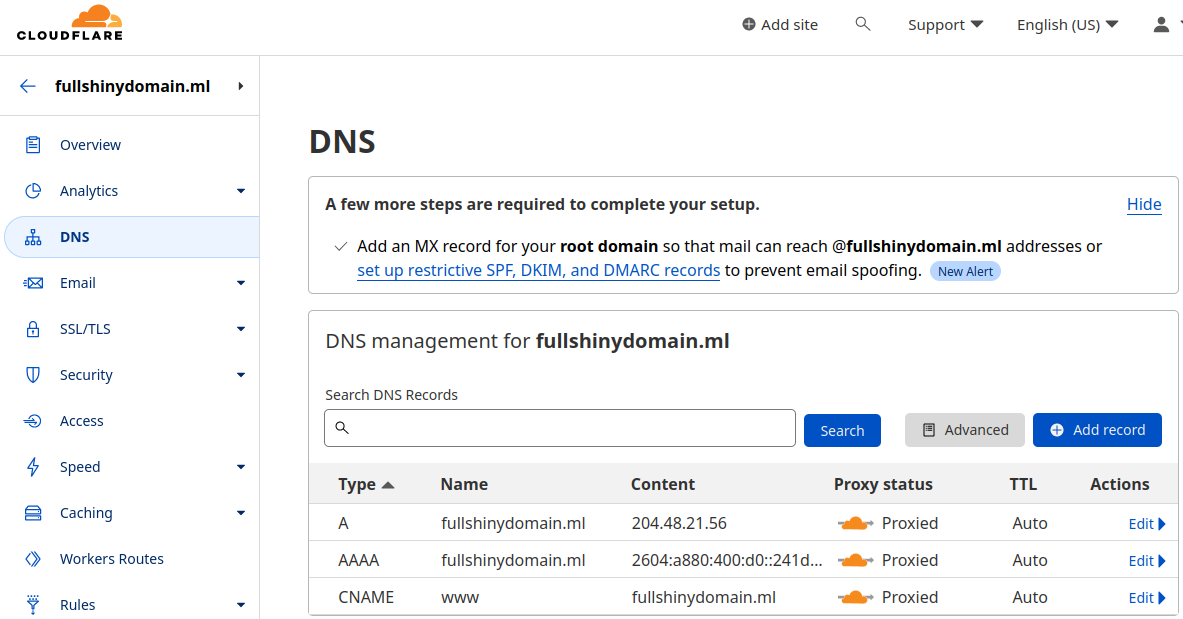 CLOUDFLARE
Add site
Support
English (US)
fullshinydomain.ml
Overview
Analytics
DNS
Email
SSL/TLS
Security
Access
Speed
Caching
Workers Routes
Rules
DNS
A few more steps are required to complete your setup.
Hide
Add an MX record for your root domain so that mail can reach @fullshinydomain.ml addresses or
set up restrictive SPF, DKIM, and DMARC records to prevent email spoofing. New Alert
DNS management for fullshinydomain.ml
Search DNS Records
Search
Advanced
Add record
Type Name Content Proxy status TTL Actions
A fullshinydomain.ml 204.48.21.56 Proxied Auto Edit
AAAA fullshinydomain.ml 2604:a880:400:d0::241d... Proxied Auto Edit
CNAME www fullshinydomain.ml Proxied Auto Edit